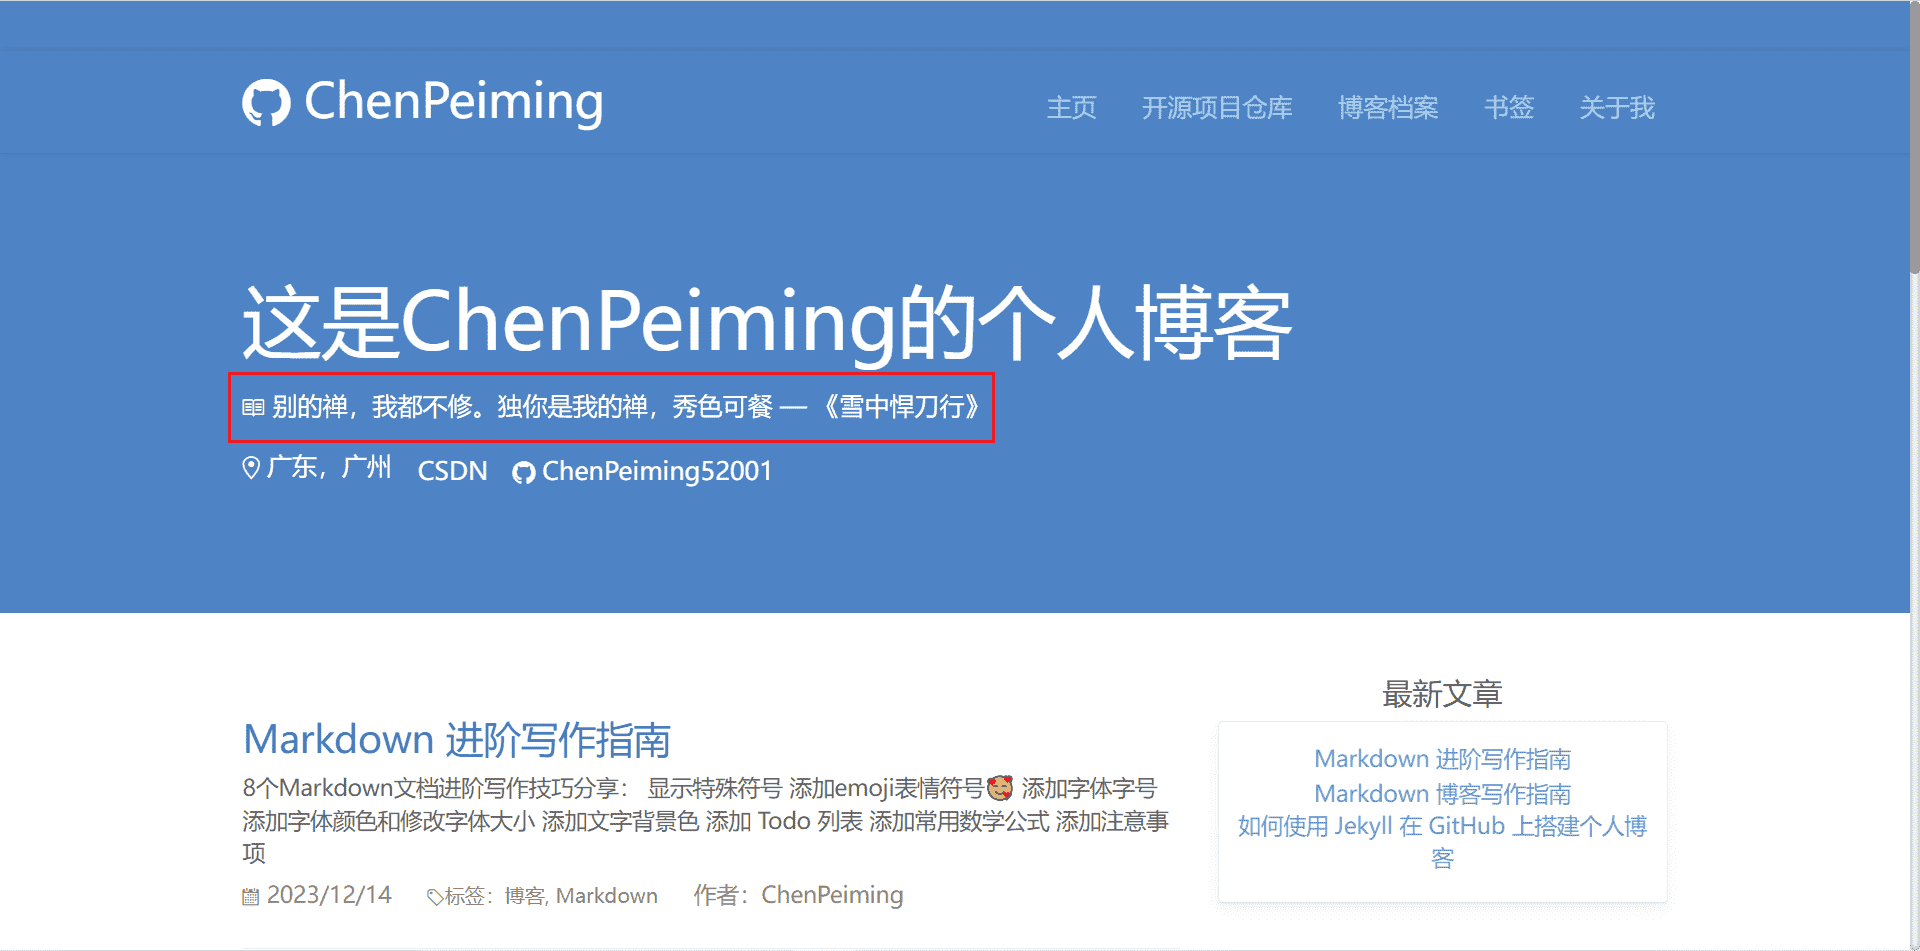 ChenPeiming
主页 开源项目仓库 博客档案 书签 关于我
这是ChenPeiming的个人博客
别的禅，我都不修。独你是我的禅，秀色可餐 — 《雪中悍刀行》
广东，广州 CSDN ChenPeiming52001
Markdown 进阶写作指南
8个Markdown文档进阶写作技巧分享： 显示特殊符号 添加emoji表情符号🥰 添加字体字号
添加字体颜色和修改字体大小 添加文字背景色 添加 Todo 列表 添加常用数学公式 添加注意事
项
2023/12/14 标签：博客, Markdown 作者：ChenPeiming
最新文章
Markdown 进阶写作指南
Markdown 博客写作指南
如何使用 Jekyll 在 GitHub 上搭建个人博
客